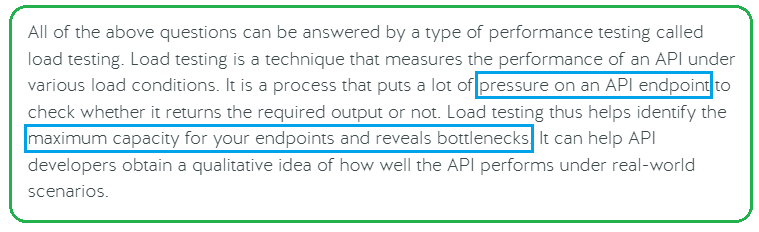 All of the above questions can be answered by a type of performance testing called
load testing. Load testing is a technique that measures the performance of an API under
various load conditions. It is a process that puts a lot of pressure on an API endpoint to
check whether it returns the required output or not. Load testing thus helps identify the
maximum capacity for your endpoints and reveals bottlenecks. It can help API
developers obtain a qualitative idea of how well the API performs under real-world
scenarios.